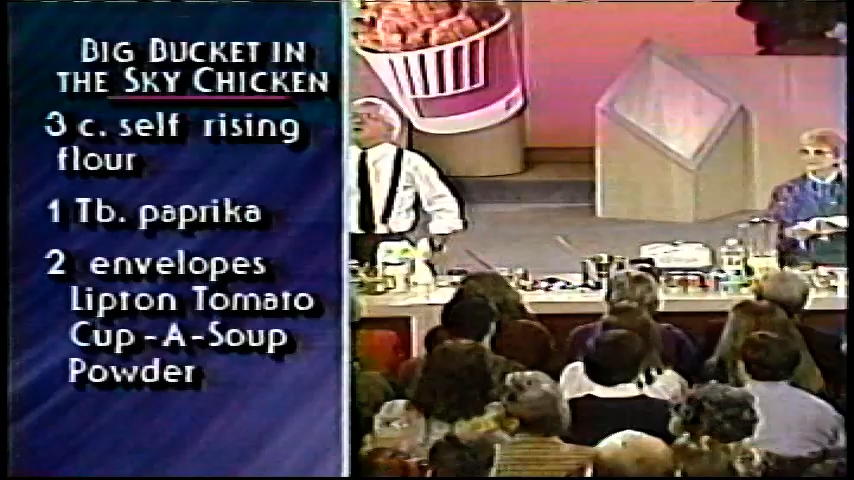 BIG BUCKET IN
THE SKY CHICKEN
3 c. self rising
flour
1 Tb. paprika
2 envelopes
Lipton Tomato
Cup-A-Soup
Powder